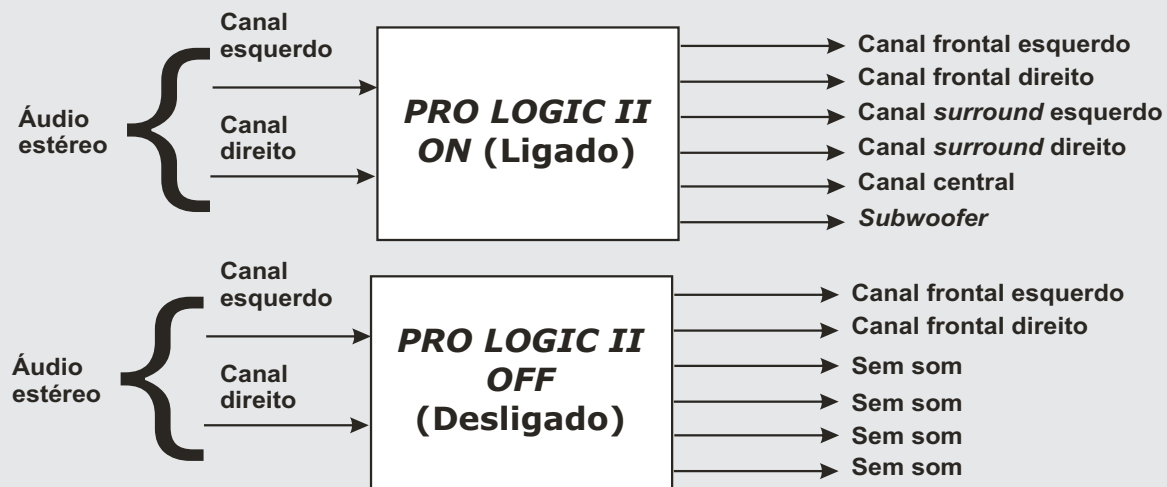 Áudio
estéreo
Canal
esquerdo
Canal
direito
PRO LOGIC II
ON (Ligado)
Canal frontal esquerdo
Canal frontal direito
Canal surround esquerdo
Canal surround direito
Canal central
Subwoofer
Áudio
estéreo
Canal
esquerdo
Canal
direito
PRO LOGIC II
OFF
(Desligado)
Canal frontal esquerdo
Canal frontal direito
Sem som
Sem som
Sem som
Sem som